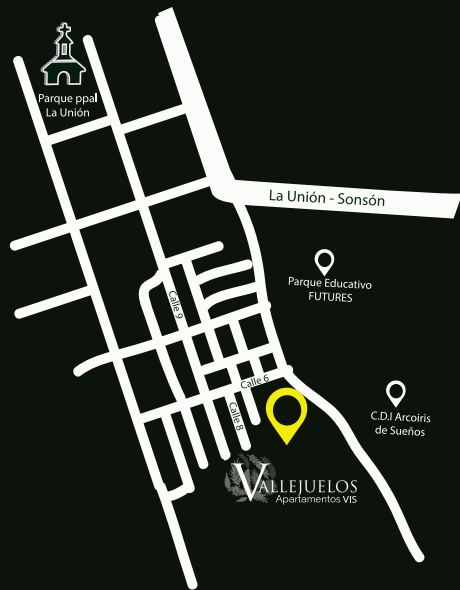 Parque ppal
La Unión
La Unión - Sonsón
Parque Educativo
FUTURES
Calle 9
Calle 6
Calle 8
C.D.I Arcoiris
de Sueños
VALLEJUELOS
Apartamentos VIS